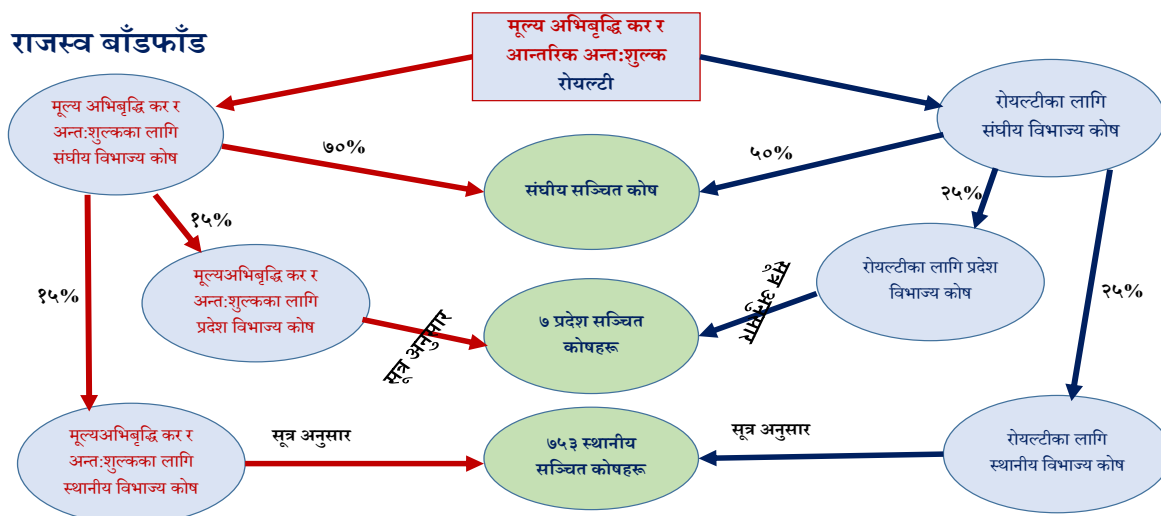 राजस्व बाँडफाँड
मूल्य अभिबृद्धि कर र
आन्तरिक अन्त:शुल्क
रोयल्टी
मूल्य अभिबृद्धि कर र
अन्त:शुल्कका लागि
संघीय विभाज्य कोष
रोयल्टीका लागि
संघीय विभाज्य कोष
७०%
५०%
संघीय सञ्चित कोष
१५%
२५%
मूल्यअभिबृद्धि कर र
अन्त:शुल्कका लागि
प्रदेश विभाज्य कोष
रोयल्टीका लागि प्रदेश
विभाज्य कोष
१५%
२५%
सूत्र अनुसार
सूत्र अनुसार
७ प्रदेश सञ्चित
कोषहरू
मूल्यअभिबृद्धि कर र
अन्त:शुल्कका लागि
स्थानीय विभाज्य कोष
सूत्र अनुसार
७५३ स्थानीय
सञ्चित कोषहरू
सूत्र अनुसार
रोयल्टीका लागि
स्थानीय विभाज्य कोष